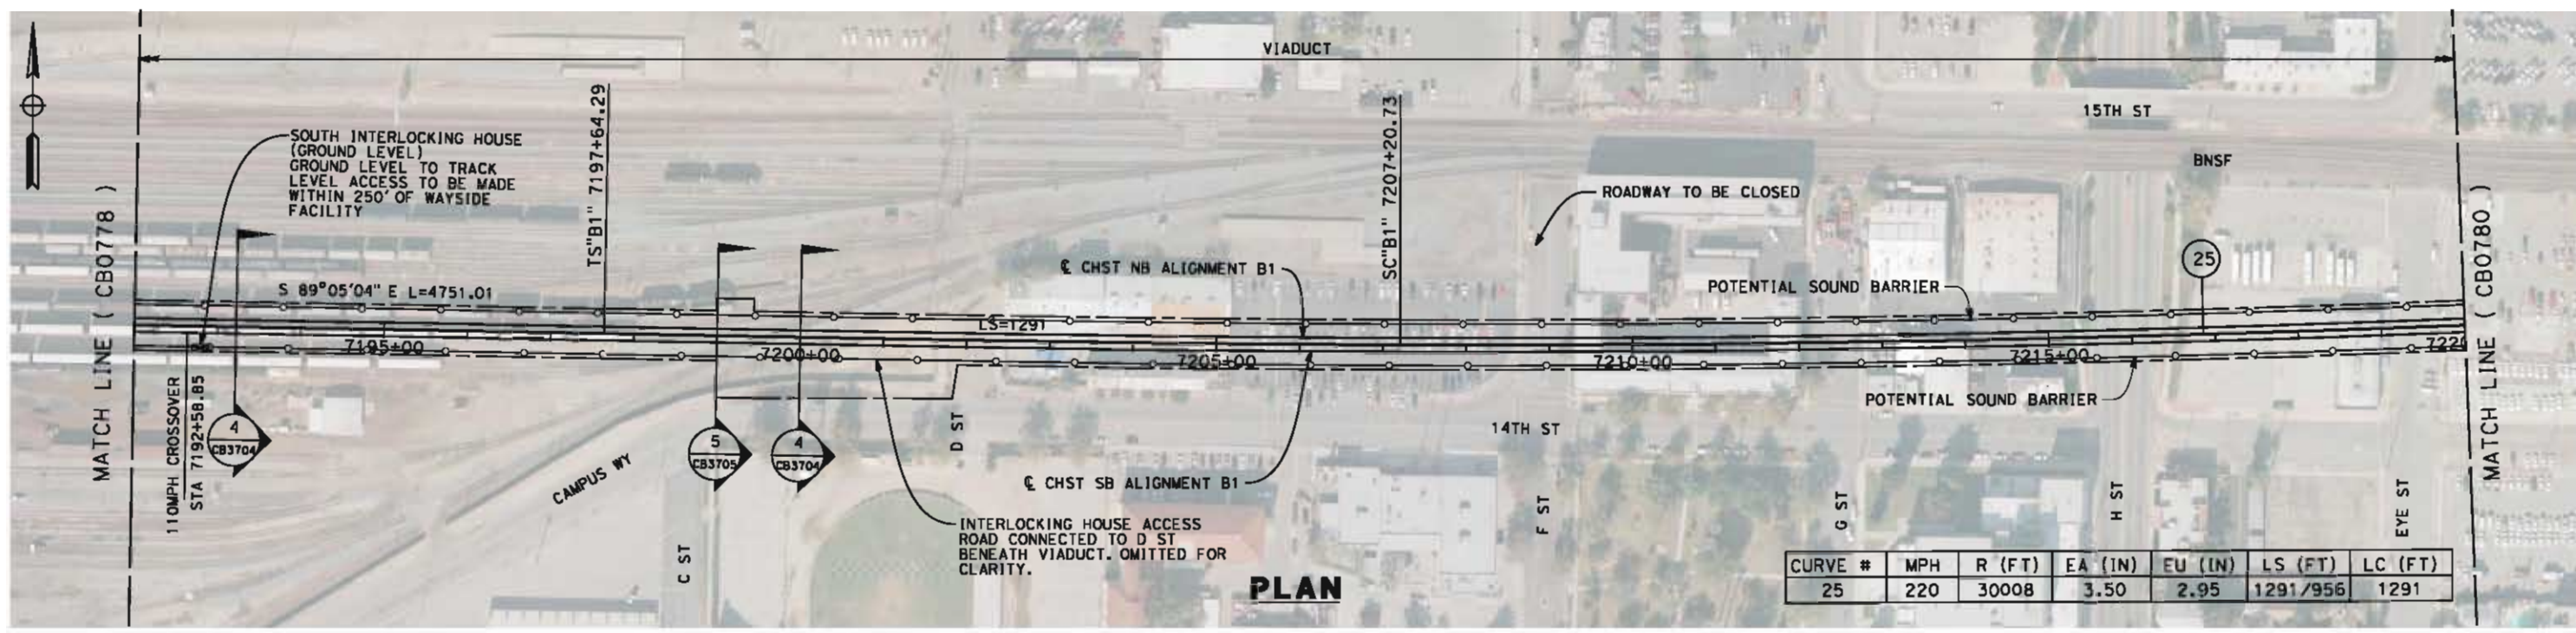 VIADUCT
15TH ST
BNSF
SOUTH INTERLOCKING HOUSE
(GROUND LEVEL)
GROUND LEVEL TO TRACK
LEVEL ACCESS TO BE MADE
WITHIN 250' OF WAYSIDE
FACILITY
TS"B1" 7197+64.29
SC"B1" 7207+20.73
ROADWAY TO BE CLOSED
MATCH LINE ( CB0778 )
MATCH LINE ( CB0780 )
25
℄ CHST NB ALIGNMENT B1
POTENTIAL SOUND BARRIER
S 89°05'04" E L=4751.01
LS=1291
7195+00
7200+00
7205+00
7210+00
7215+00
7220
110MPH CROSSOVER
STA 7192+58.85
4
CB3704
5
CB3705
4
CB3704
POTENTIAL SOUND BARRIER
14TH ST
CAMPUS WY
C ST
D ST
F ST
G ST
H ST
EYE ST
℄ CHST SB ALIGNMENT B1
INTERLOCKING HOUSE ACCESS
ROAD CONNECTED TO D ST
BENEATH VIADUCT. OMITTED FOR
CLARITY.
PLAN
CURVE # MPH R (FT) EA (IN) EU (IN) LS (FT) LC (FT)
25 220 30008 3.50 2.95 1291/956 1291